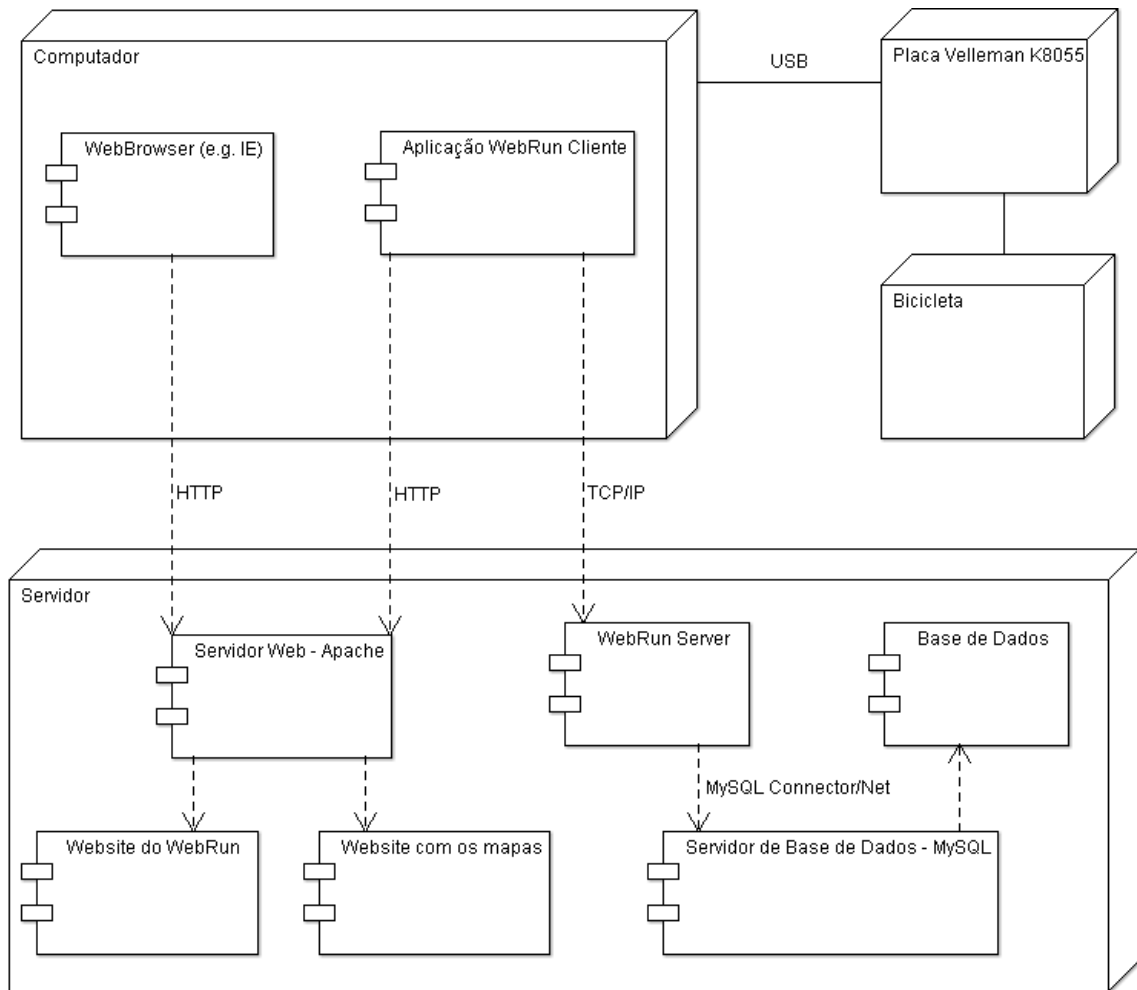 Computador
USB
Placa Velleman K8055
WebBrowser (e.g. IE)
Aplicação WebRun Cliente
Bicicleta
HTTP
HTTP
TCP/IP
Servidor
Servidor Web - Apache
WebRun Server
Base de Dados
MySQL Connector/Net
Website do WebRun
Website com os mapas
Servidor de Base de Dados - MySQL